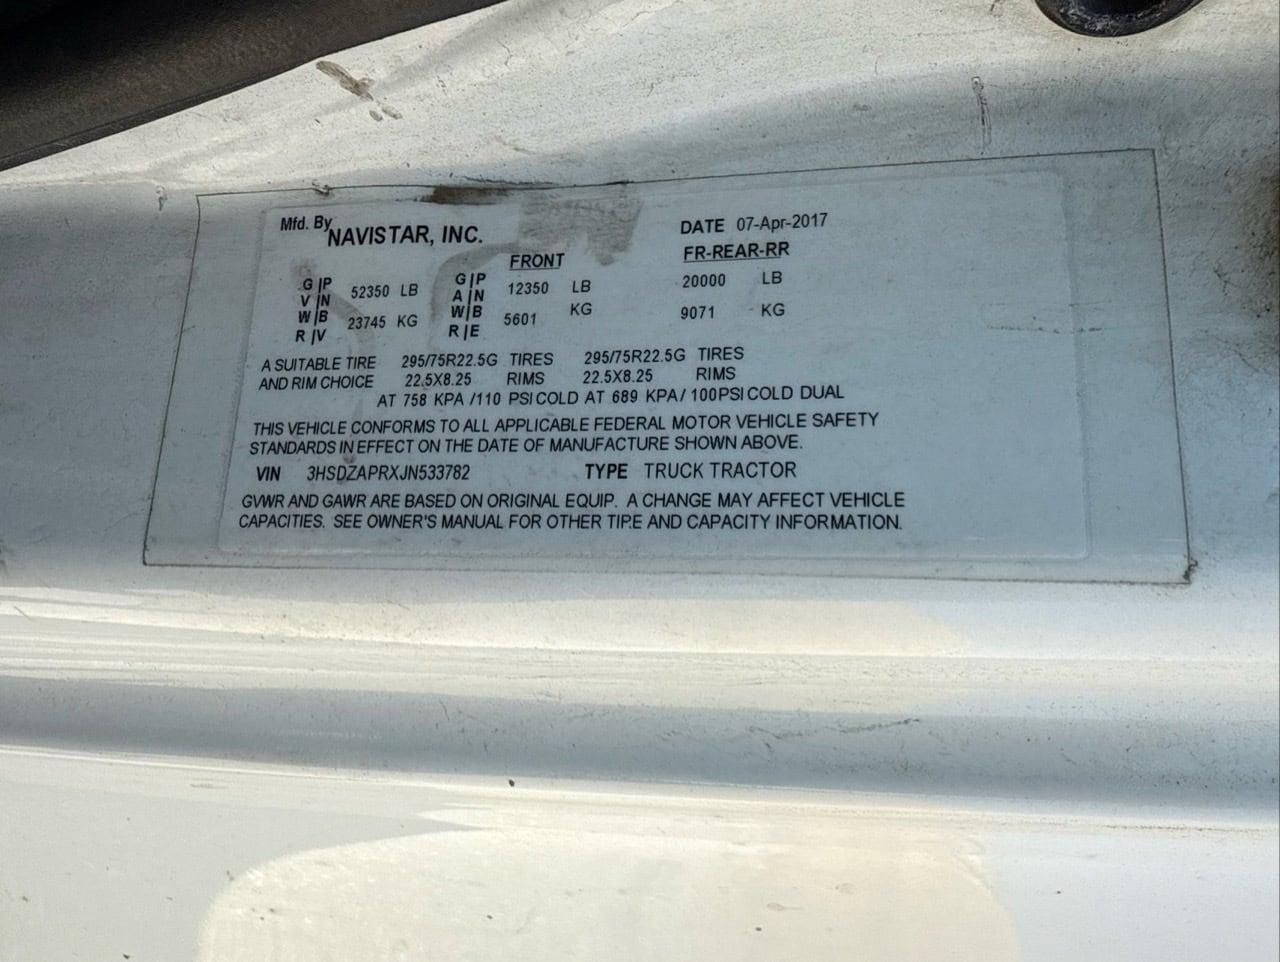 Mfd. By NAVISTAR, INC. DATE 07-Apr-2017
FRONT FR-REAR-RR
G|P 52350 LB G|P 12350 LB 20000 LB
V|N A|N
W|B 23745 KG W|B 5601 KG 9071 KG
R|V R|E
A SUITABLE TIRE 295/75R22.5G TIRES 295/75R22.5G TIRES
AND RIM CHOICE 22.5X8.25 RIMS 22.5X8.25 RIMS
AT 758 KPA /110 PSI COLD AT 689 KPA/ 100PSI COLD DUAL
THIS VEHICLE CONFORMS TO ALL APPLICABLE FEDERAL MOTOR VEHICLE SAFETY
STANDARDS IN EFFECT ON THE DATE OF MANUFACTURE SHOWN ABOVE.
VIN 3HSDZAPRXJN533782 TYPE TRUCK TRACTOR
GVWR AND GAWR ARE BASED ON ORIGINAL EQUIP. A CHANGE MAY AFFECT VEHICLE
CAPACITIES. SEE OWNER'S MANUAL FOR OTHER TIRE AND CAPACITY INFORMATION.